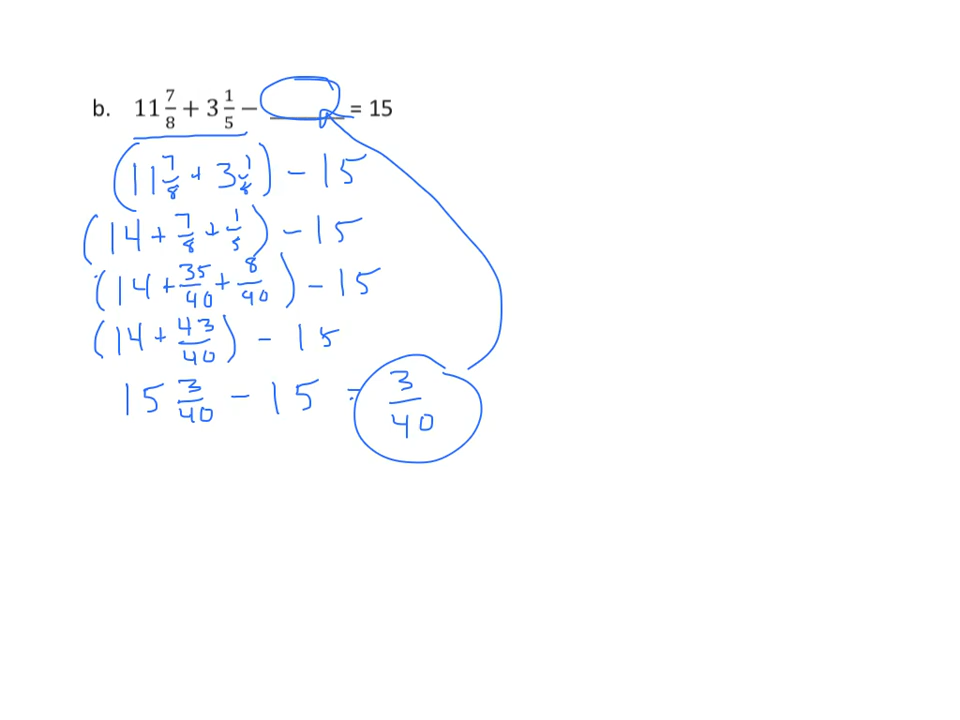 b. 11 7/8 + 3 1/5 − ______ = 15
(11 7/8 + 3 1/5) − 15
(14 + 7/8 + 1/5) − 15
(14 + 35/40 + 8/40) − 15
(14 + 43/40) − 15
15 3/40 − 15 = 3/40